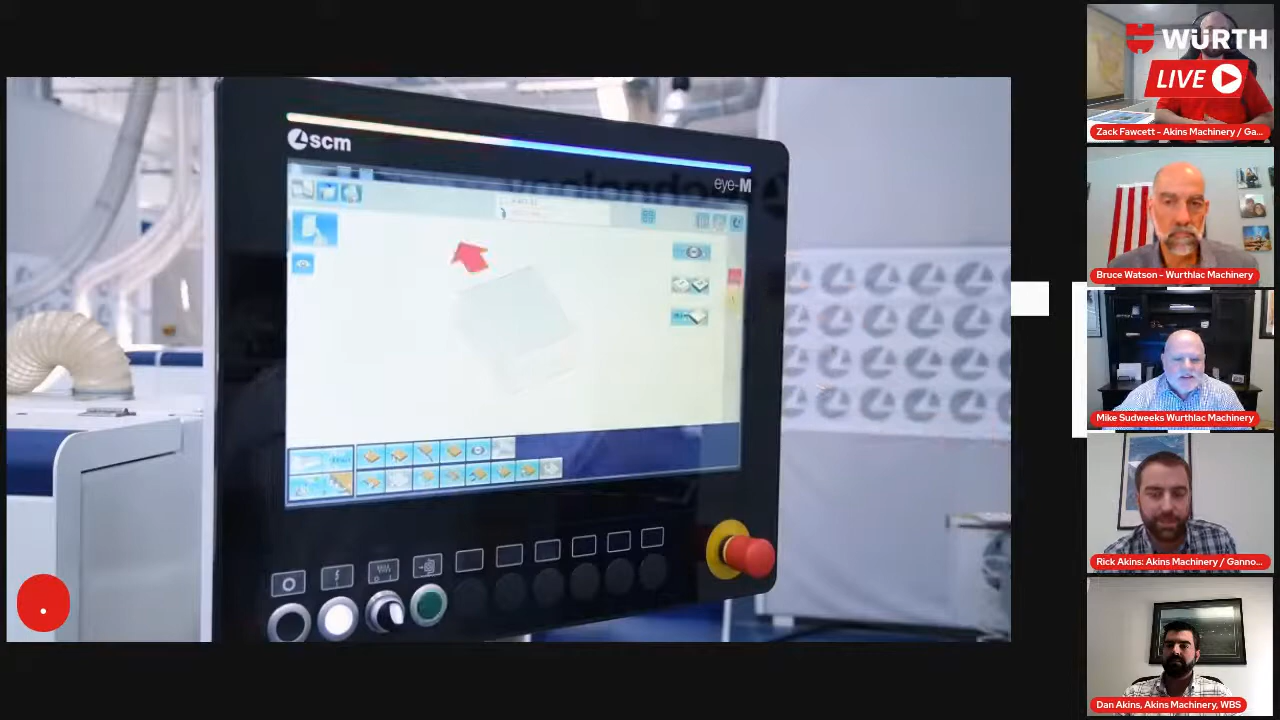 scm
eye-M
WÜRTH
LIVE
Zack Fawcett - Akins Machinery / Ga...
Bruce Watson - Wurthlac Machinery
Mike Sudweeks Wurthlac Machinery
Rick Akins: Akins Machinery / Ganno...
Dan Akins, Akins Machinery, WBS